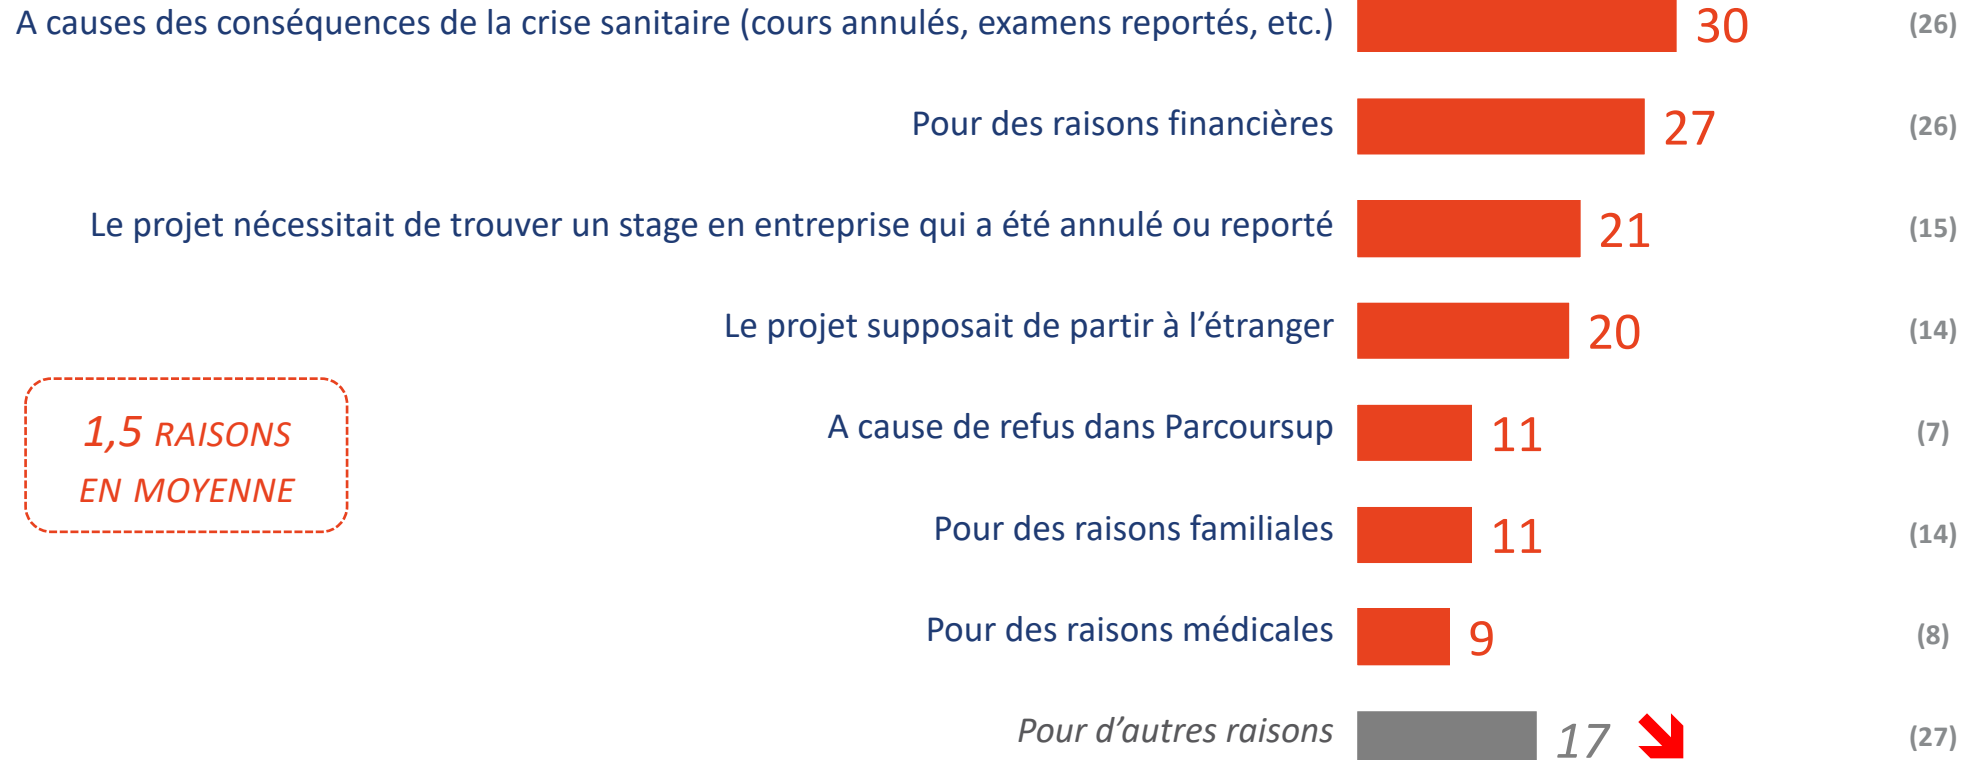 A causes des conséquences de la crise sanitaire (cours annulés, examens reportés, etc.) 30 (26)
Pour des raisons financières 27 (26)
Le projet nécessitait de trouver un stage en entreprise qui a été annulé ou reporté 21 (15)
Le projet supposait de partir à l’étranger 20 (14)
A cause de refus dans Parcoursup 11 (7)
1,5 RAISONS
EN MOYENNE
Pour des raisons familiales 11 (14)
Pour des raisons médicales 9 (8)
Pour d’autres raisons 17 (27)